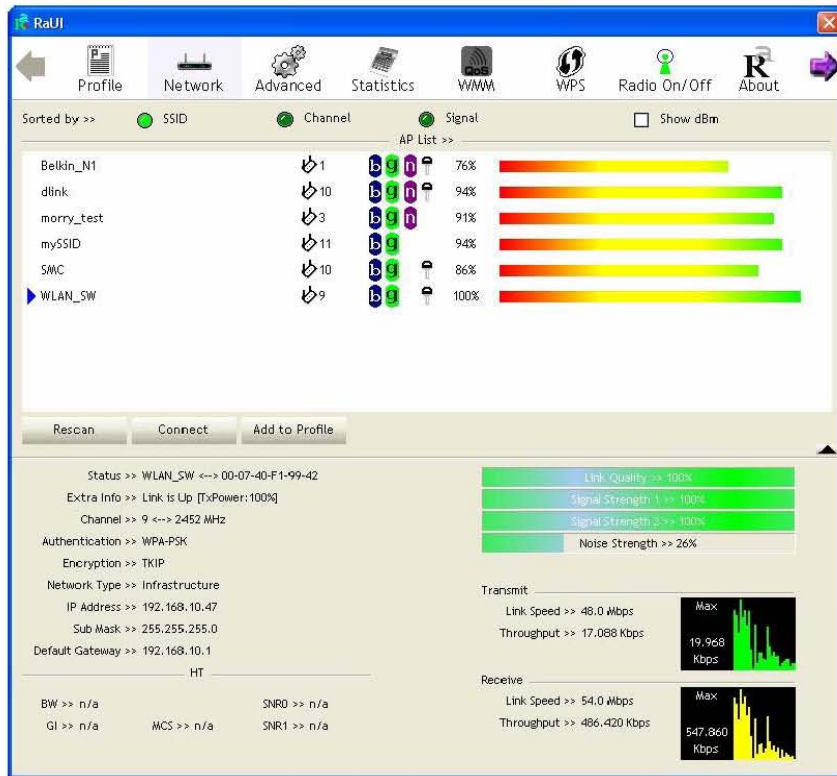 RaUI
Profile Network Advanced Statistics QoS WMM WPS Radio On/Off Ra About
Sorted by >> SSID Channel Signal Show dBm
AP List >>
Belkin_N1 1 b g n 76%
dlink 10 b g n 94%
morry_test 3 b g n 91%
mySSID 11 b g 94%
SMC 10 b g 86%
WLAN_SW 9 b g 100%
Rescan Connect Add to Profile
Status >> WLAN_SW <--> 00-07-40-F1-99-42
Extra Info >> Link is Up [TxPower:100%]
Channel >> 9 <--> 2452 MHz
Authentication >> WPA-PSK
Encryption >> TKIP
Network Type >> Infrastructure
IP Address >> 192.168.10.47
Sub Mask >> 255.255.255.0
Default Gateway >> 192.168.10.1
HT
BW >> n/a SNR0 >> n/a
GI >> n/a MCS >> n/a SNR1 >> n/a
Link Quality >> 100%
Signal Strength 1 >> 100%
Signal Strength 3 >> 100%
Noise Strength >> 26%
Transmit
Link Speed >> 48.0 Mbps
Throughput >> 17.088 Kbps
Max
19.968
Kbps
Receive
Link Speed >> 54.0 Mbps
Throughput >> 486.420 Kbps
Max
547.860
Kbps